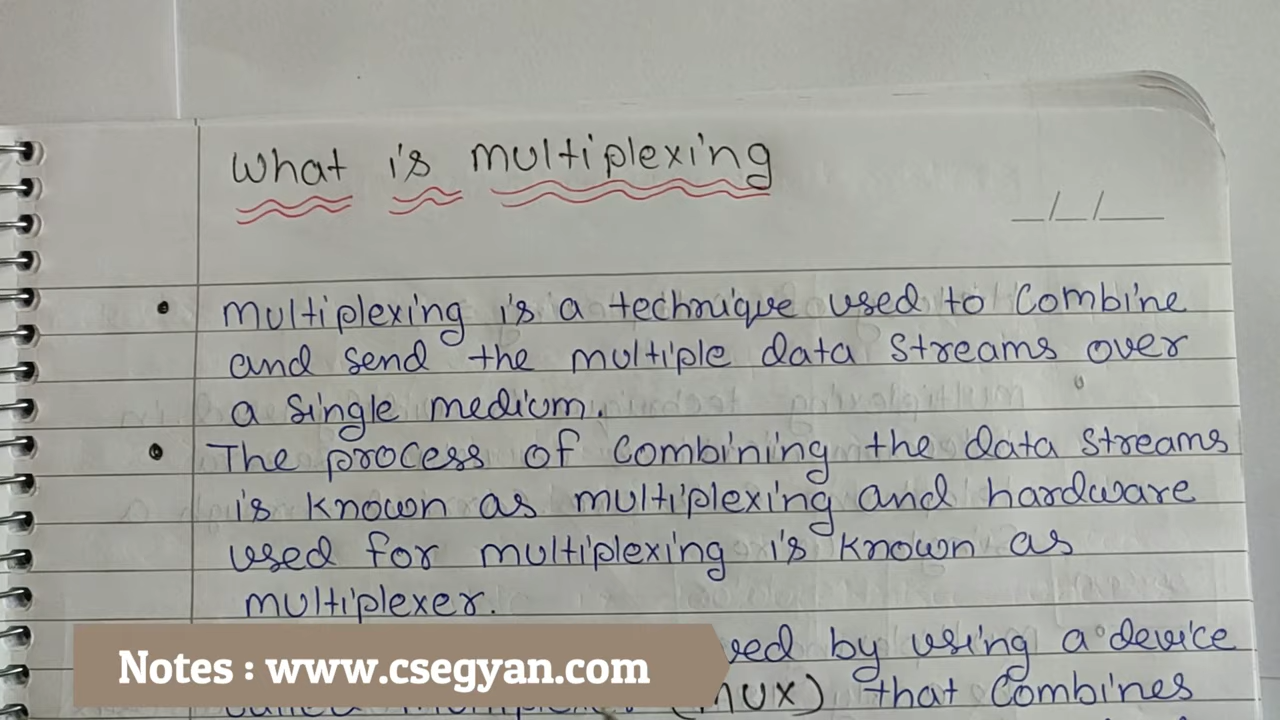 What is multiplexing
__/__/____
• Multiplexing is a technique used to combine
and send the multiple data streams over
a single medium.
• The process of combining the data streams
is known as multiplexing and hardware
used for multiplexing is known as
multiplexer.
by using a device
Notes : www.csegyan.com
(MUX) that combines